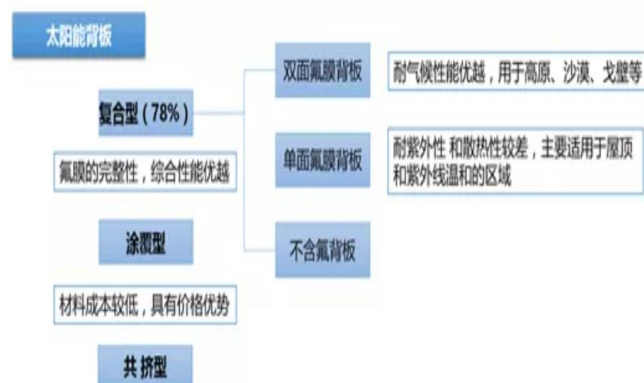 太阳能背板
复合型（78%）
氟膜的完整性，综合性能优越
涂覆型
材料成本较低，具有价格优势
共 挤型
双面氟膜背板
耐气候性能优越，用于高原、沙漠、戈壁等
单面氟膜背板
耐紫外性 和散热性较差，主要适用于屋顶
和紫外线温和的区域
不含氟背板